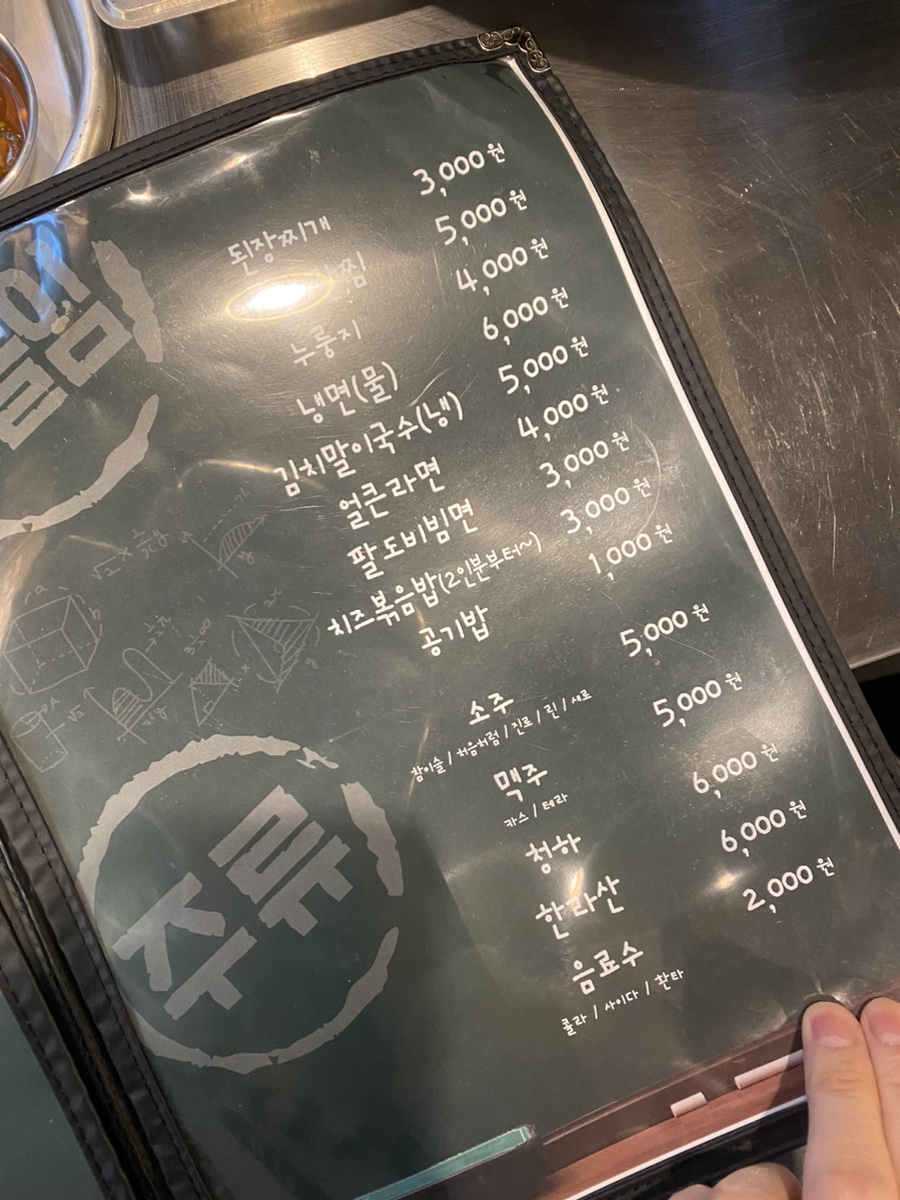 된장찌개 3,000원
찜 5,000원
누룽지 4,000원
냉면(물) 6,000원
김치말이국수(냉) 5,000원
얼큰라면 4,000원
팔도비빔면 3,000원
치즈볶음밥(2인분부터~) 3,000원
공기밥 1,000원
주류
소주 5,000원
참이슬 / 처음처럼 / 진로 / 린 / 새로
맥주 5,000원
카스 / 테라
청하 6,000원
한라산 6,000원
음료수 2,000원
콜라 / 사이다 / 환타